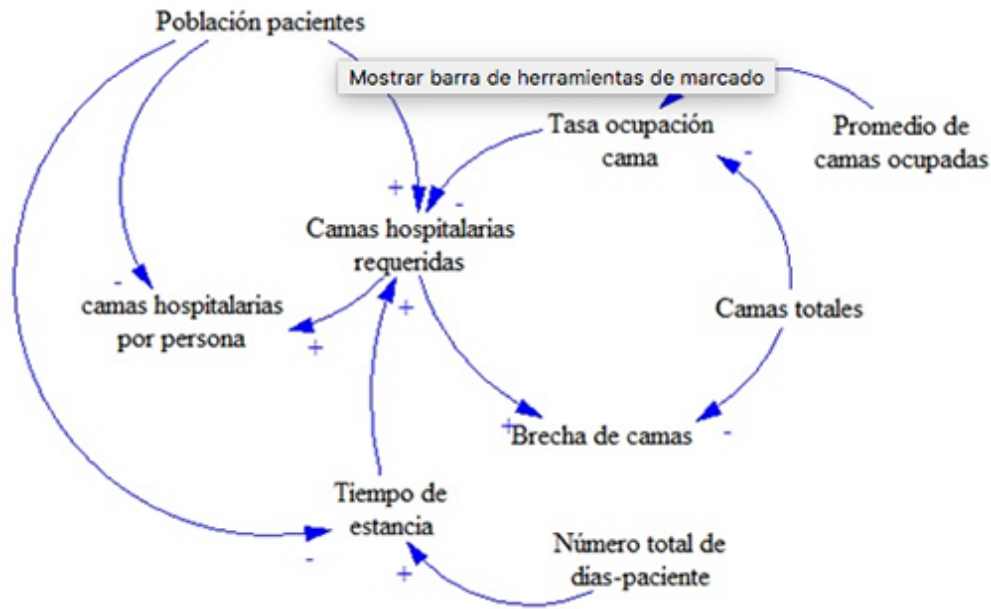 Población pacientes
Mostrar barra de herramientas de marcado
Tasa ocupación
cama
-
Promedio de
camas ocupadas
+
-
Camas hospitalarias
requeridas
-
camas hospitalarias
por persona
+
+
Camas totales
+
Brecha de camas
-
Tiempo de
estancia
-
+
Número total de
dias-paciente